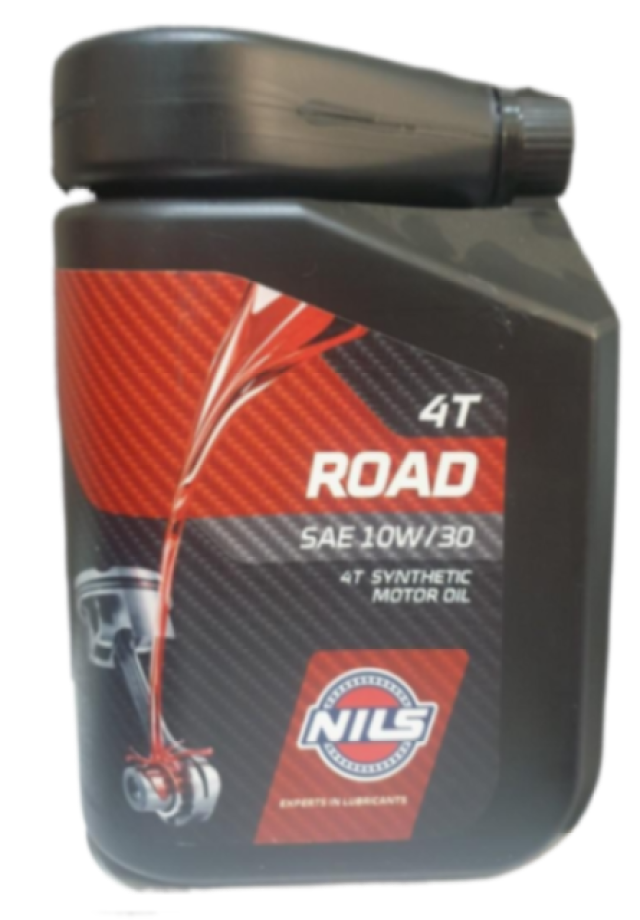 4T
ROAD
SAE 10W/30
4T SYNTHETIC
MOTOR OIL
NILS
EXPERTS IN LUBRICANTS